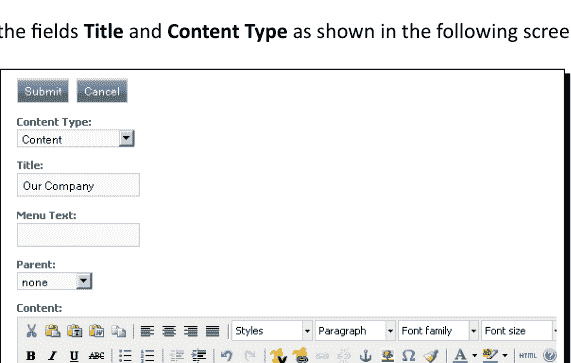 the fields Title and Content Type as shown in the following scree
Submit Cancel
Content Type:
Content
Title:
Our Company
Menu Text:
Parent:
none
Content:
Styles Paragraph Font family Font size
B I U ABC A HTML